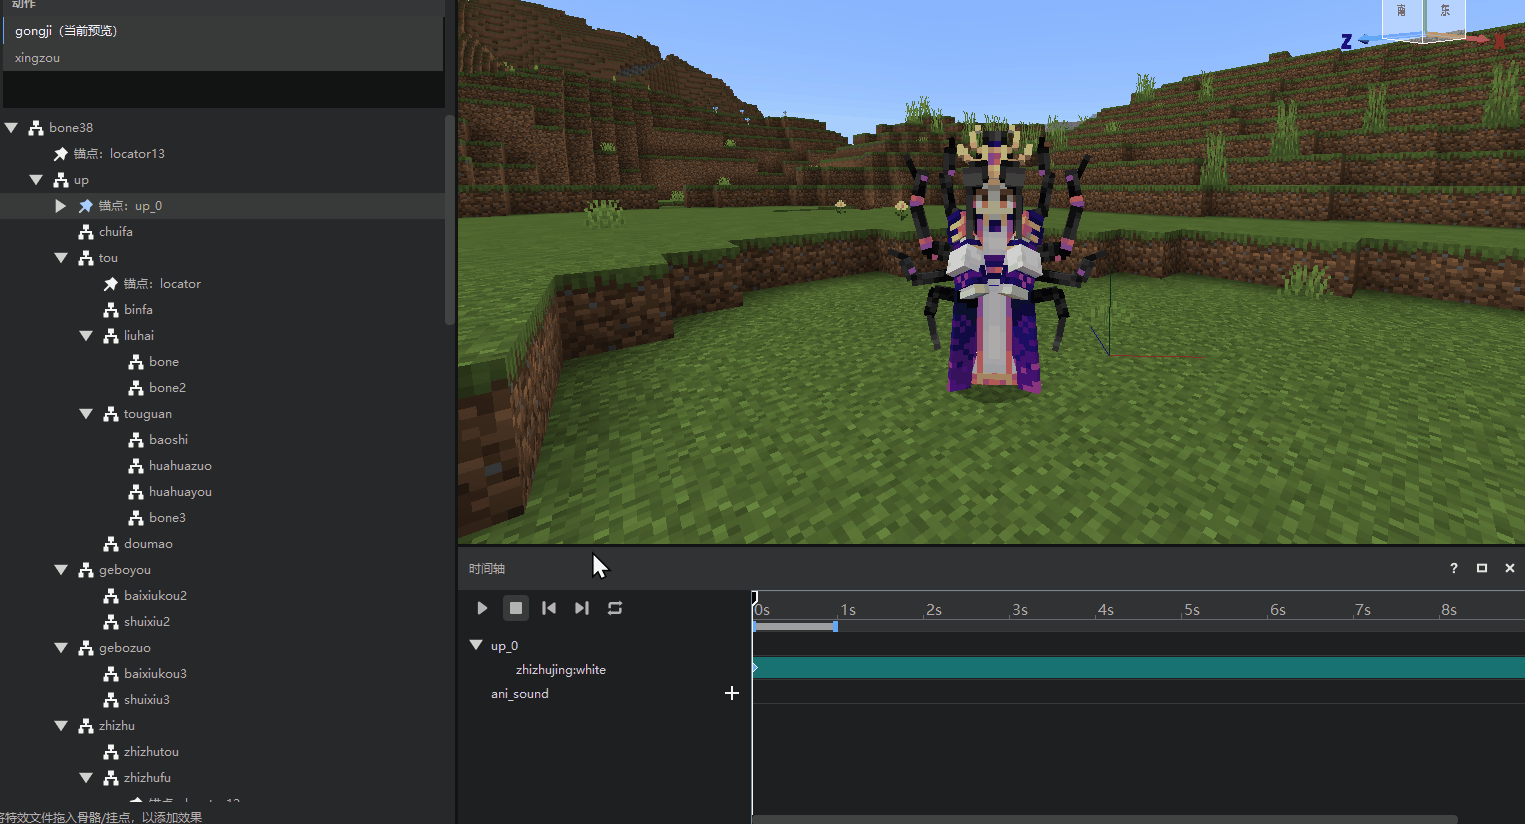 动作
gongji（当前预览）
xingzou
bone38
锚点：locator13
up
锚点：up_0
chuifa
tou
锚点：locator
binfa
liuhai
bone
bone2
touguan
baoshi
huahuazuo
huahuayou
bone3
doumao
geboyou
baixiukou2
shuixiu2
gebozuo
baixiukou3
shuixiu3
zhizhu
zhizhutou
zhizhufu
将特效文件拖入骨骼/挂点，以添加效果
南
东
Z
X
时间轴
?
0s
1s
2s
3s
4s
5s
6s
7s
8s
up_0
zhizhujing:white
ani_sound